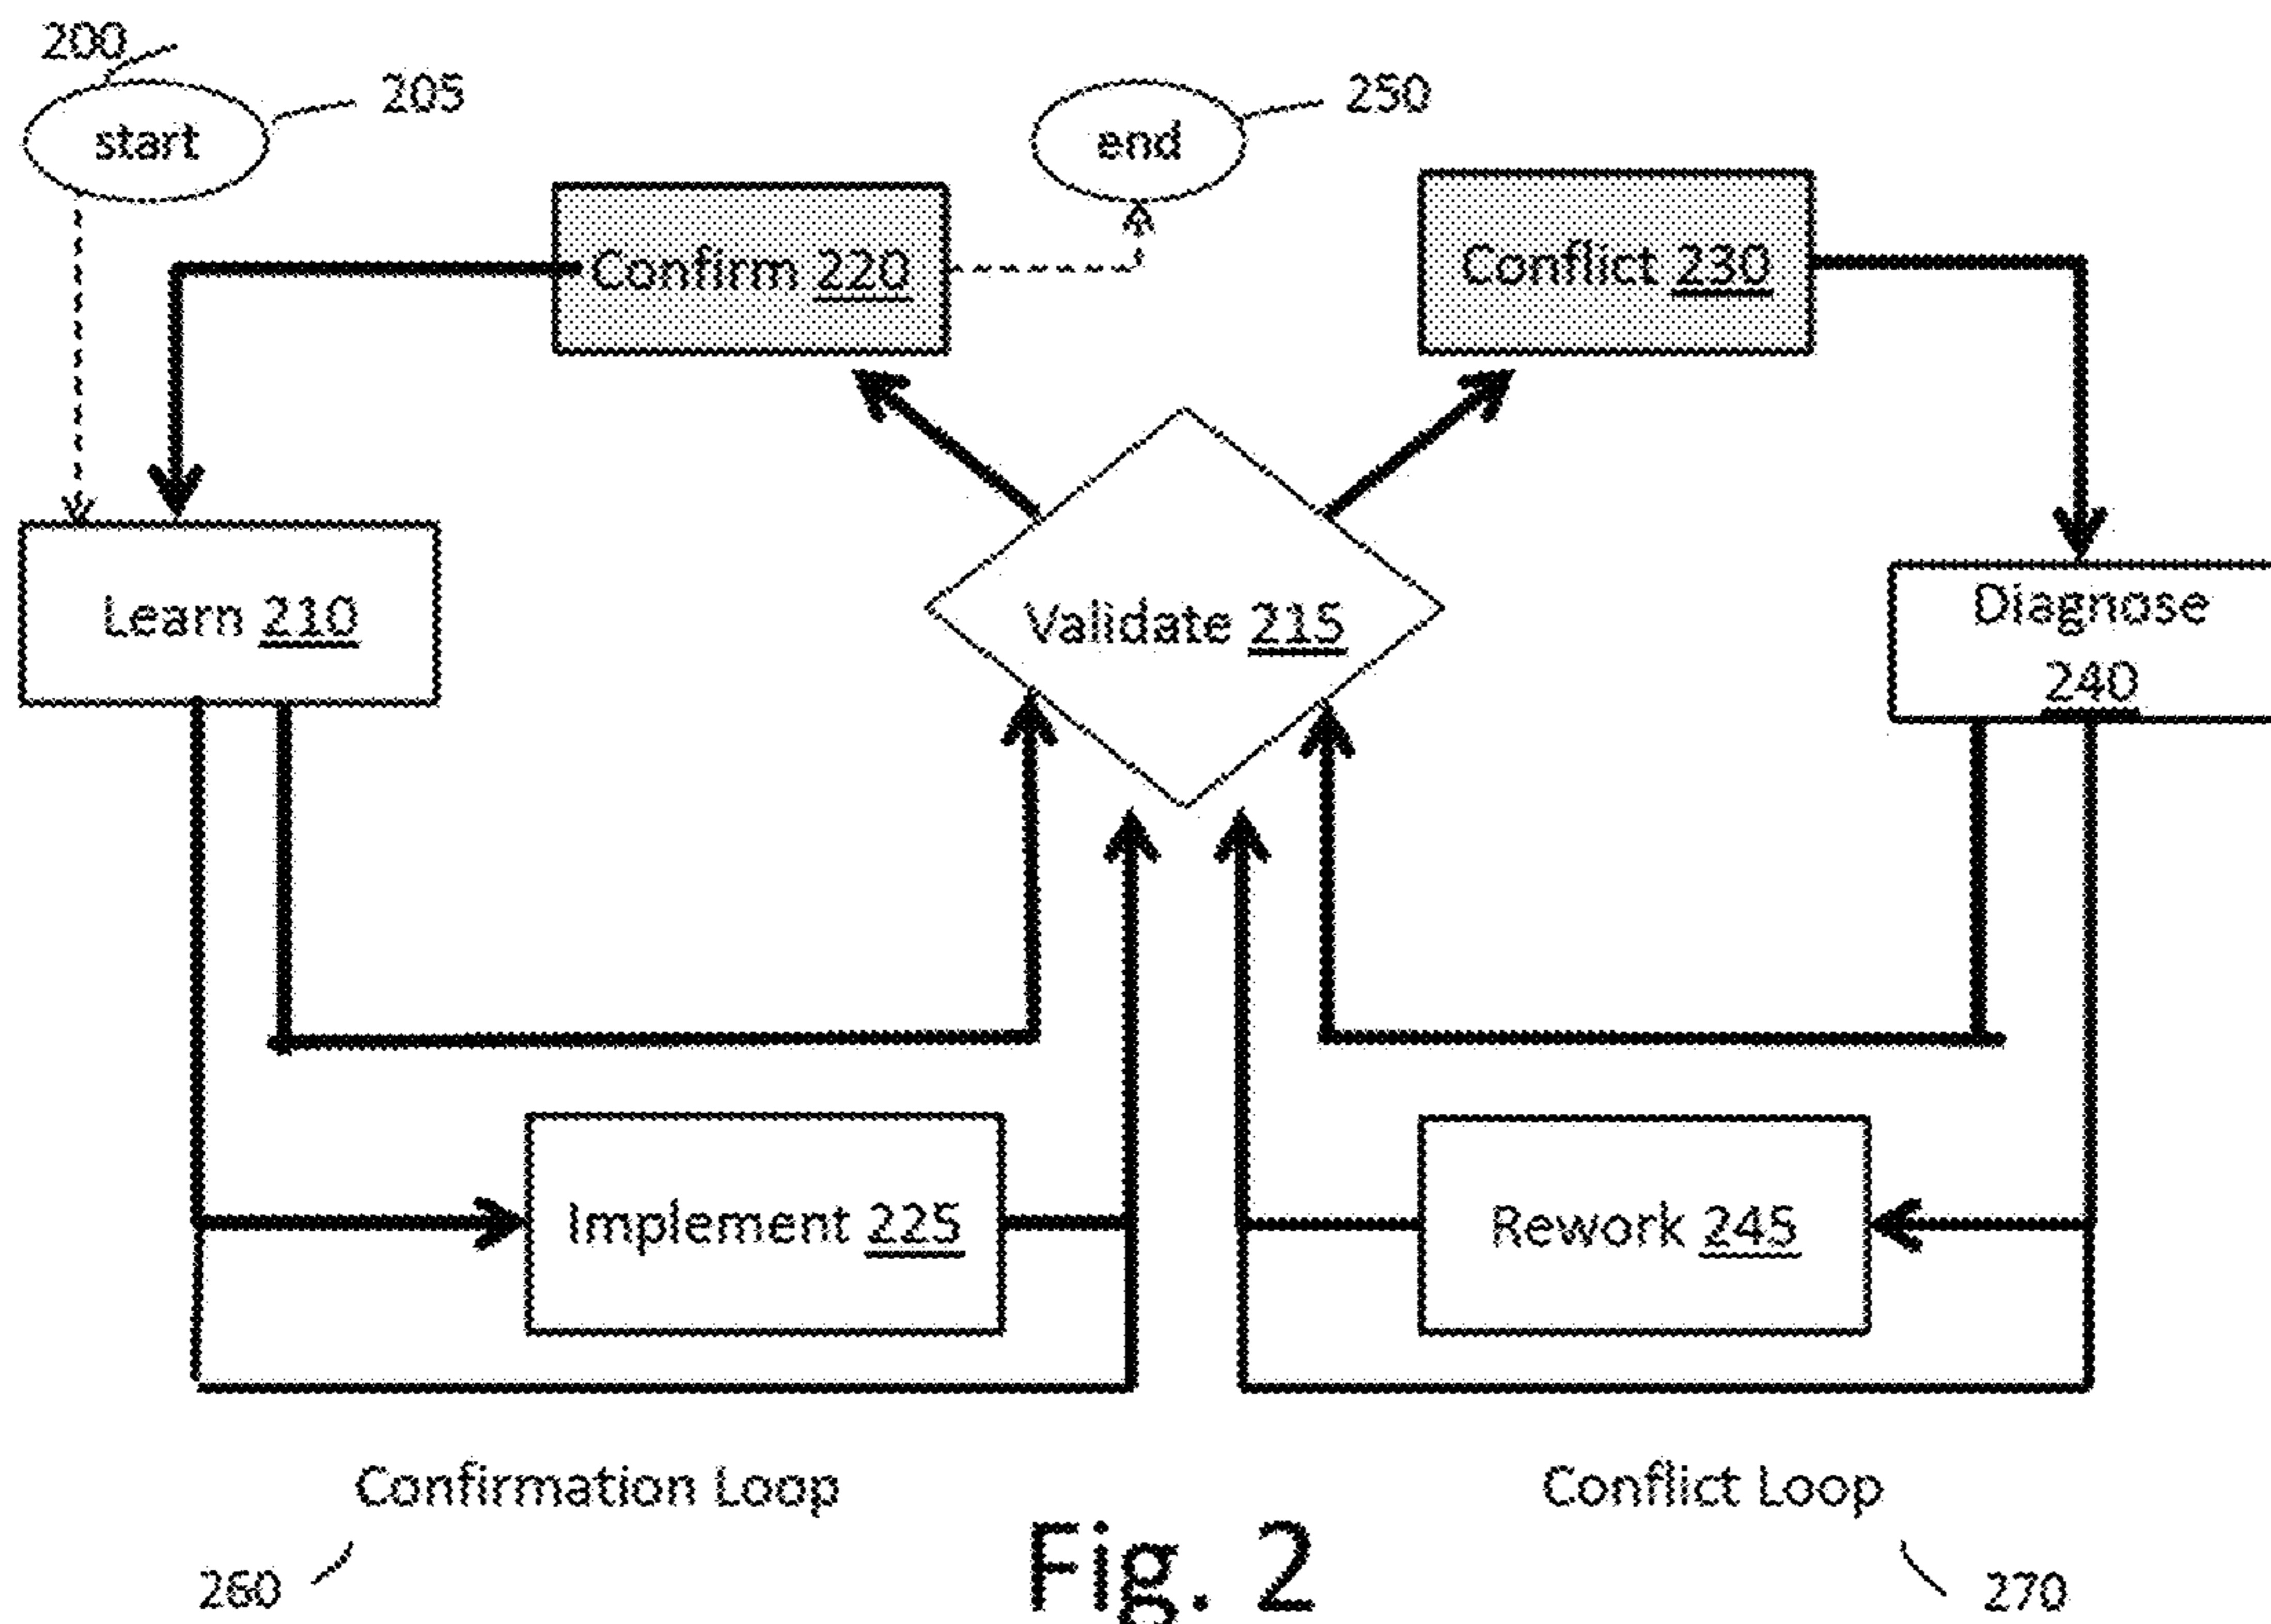 200
205
start
end
250
Confirm 220
Conflict 230
Learn 210
Validate 215
Diagnose
240
Implement 225
Rework 245
Confirmation Loop
Conflict Loop
260
Fig. 2
270